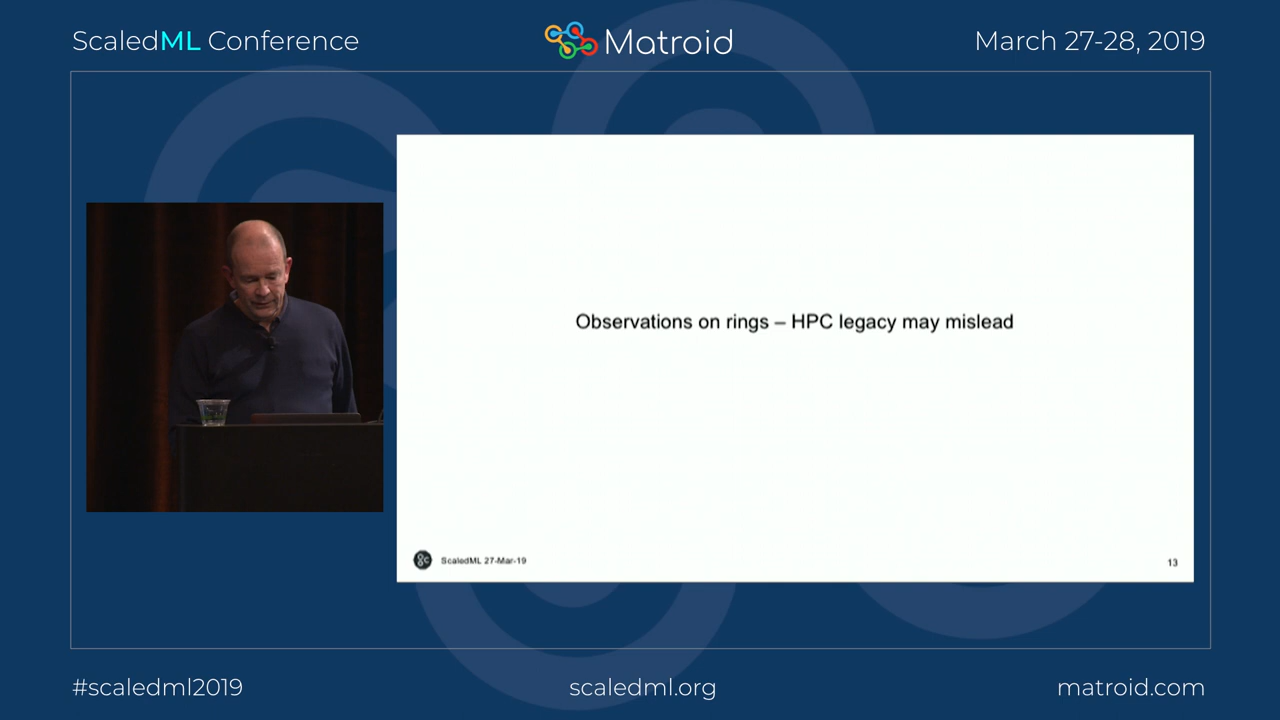 ScaledML Conference
Matroid
March 27-28, 2019
Observations on rings – HPC legacy may mislead
ScaledML 27-Mar-19
13
#scaledml2019
scaledml.org
matroid.com